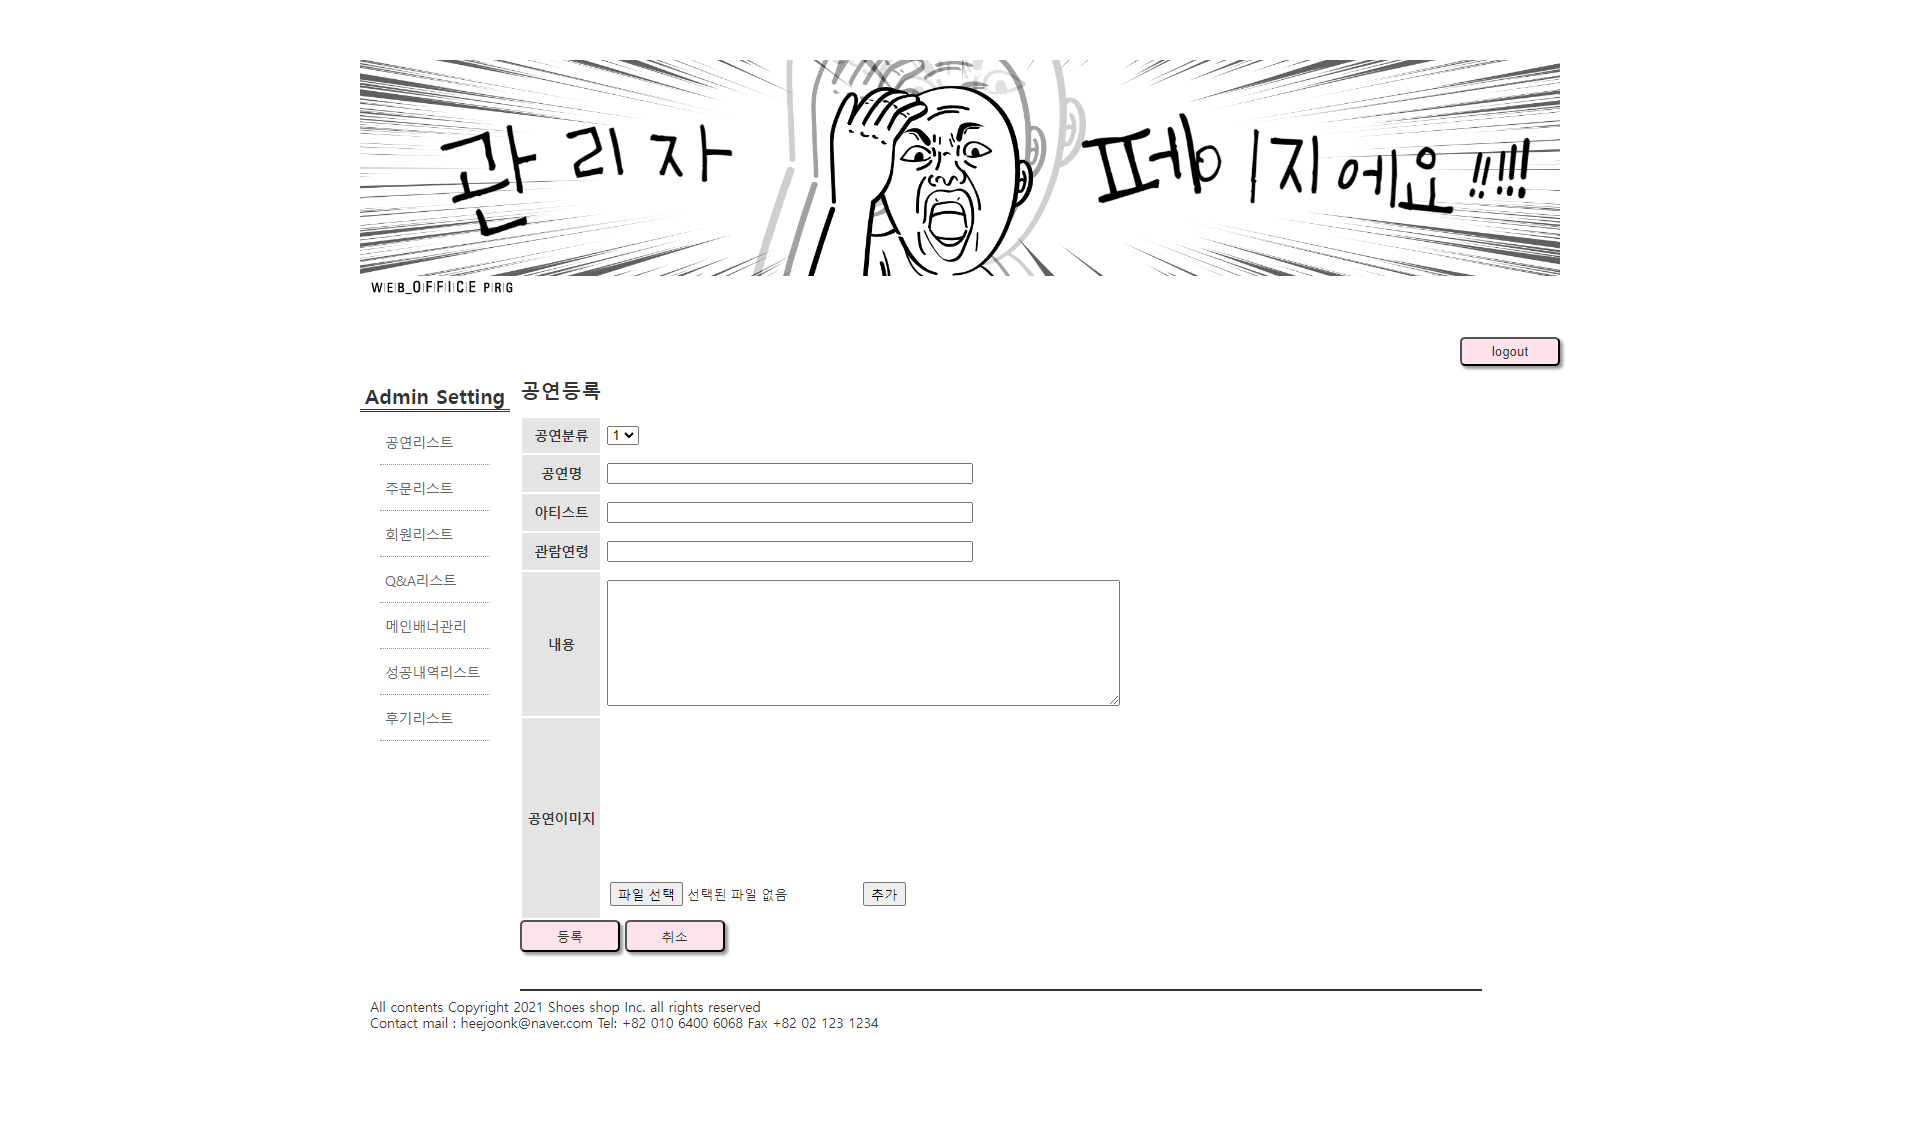 관리자 페이지에요!!!!!
WEB_OFFICE PRG
logout
Admin Setting
공연리스트
주문리스트
회원리스트
Q&A리스트
메인배너관리
성공내역리스트
후기리스트
공연등록
공연분류 1
공연명
아티스트
관람연령
내용
공연이미지
파일 선택 선택된 파일 없음 추가
등록 취소
All contents Copyright 2021 Shoes shop Inc. all rights reserved
Contact mail : heejoonk@naver.com Tel: +82 010 6400 6068 Fax +82 02 123 1234